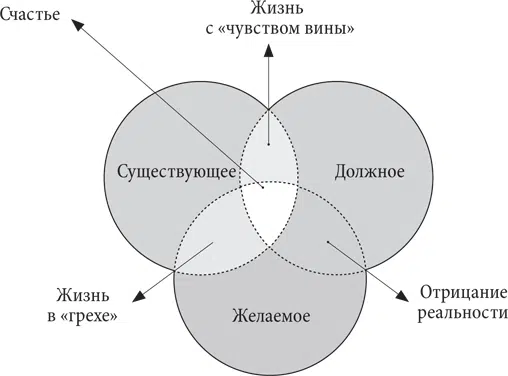 Счастье
Жизнь
с «чувством вины»
Существующее
Должное
Жизнь
в «грехе»
Желаемое
Отрицание
реальности